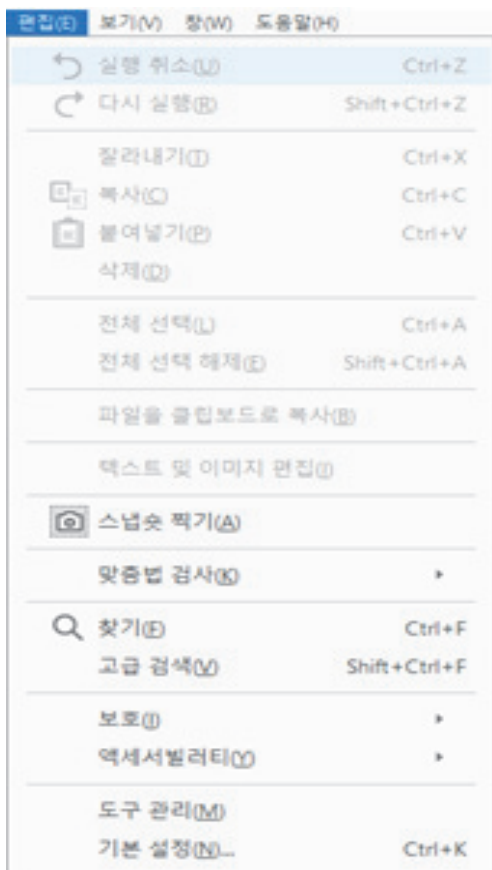 편집(E) 보기(V) 창(W) 도움말(H)
실행 취소(U) Ctrl+Z
다시 실행(R) Shift+Ctrl+Z
잘라내기(T) Ctrl+X
복사(C) Ctrl+C
붙여넣기(P) Ctrl+V
삭제(D)
전체 선택(L) Ctrl+A
전체 선택 해제(E) Shift+Ctrl+A
파일을 클립보드로 복사(B)
텍스트 및 이미지 편집(I)
스냅숏 찍기(A)
맞춤법 검사(K)
찾기(F) Ctrl+F
고급 검색(V) Shift+Ctrl+F
보호(I)
액세서빌러티(Y)
도구 관리(M)
기본 설정(N)... Ctrl+K